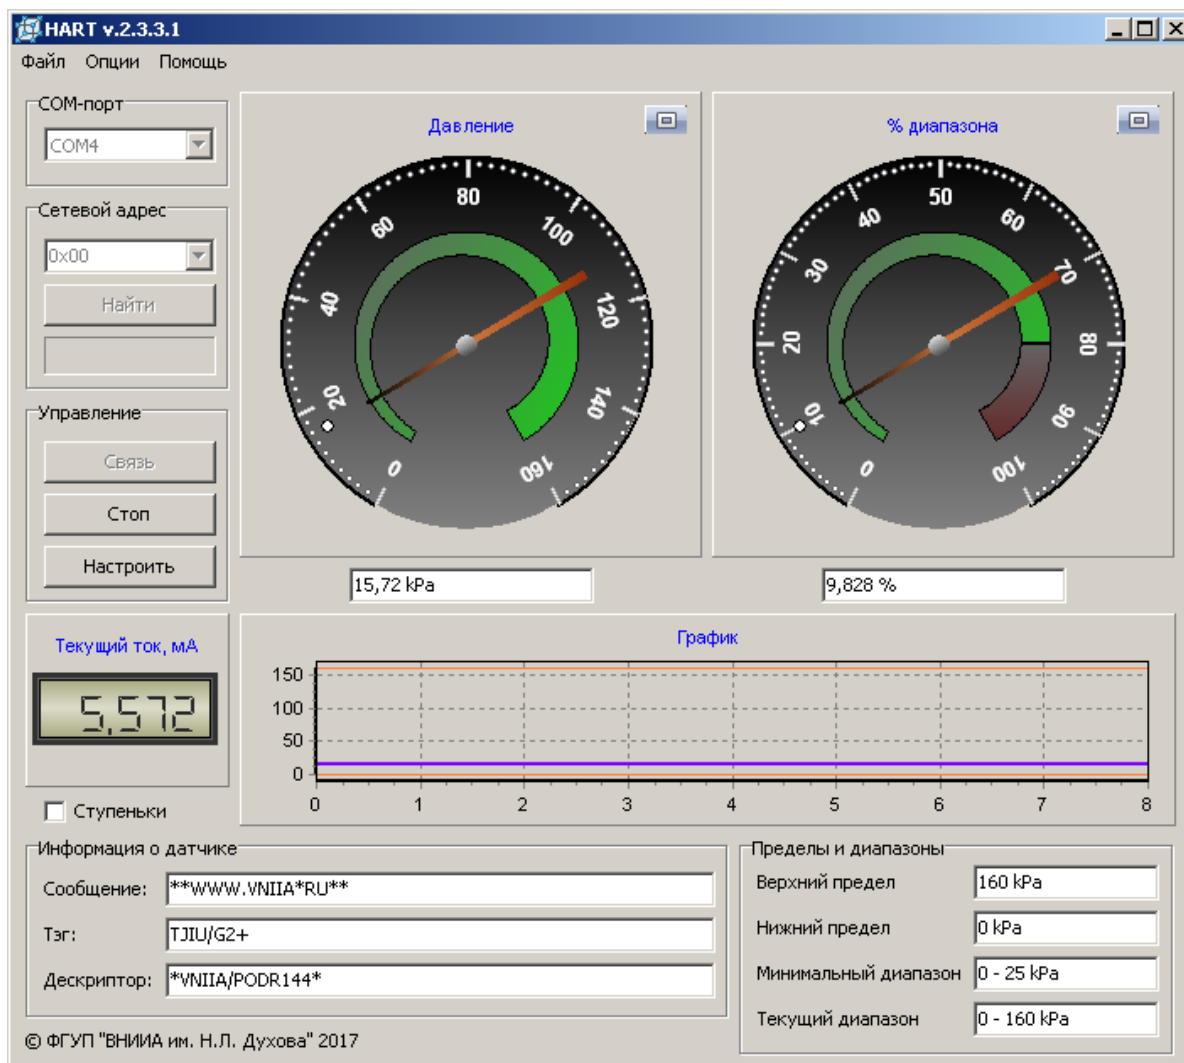 HART v.2.3.3.1
Файл Опции Помощь
COM-порт
COM4
Сетевой адрес
0x00
Найти
Управление
Связь
Стоп
Настроить
Давление
0 20 40 60 80 100 120 140 160
15,72 kPa
% диапазона
0 10 20 30 40 50 60 70 80 90 100
9,828 %
Текущий ток, мА
5,572
Ступеньки
График
150
100
50
0
0 1 2 3 4 5 6 7 8
Информация о датчике
Сообщение: **WWW.VNIIA*RU**
Тэг: TJIU/G2+
Дескриптор: *VNIIA/PODR144*
Пределы и диапазоны
Верхний предел 160 kPa
Нижний предел 0 kPa
Минимальный диапазон 0 - 25 kPa
Текущий диапазон 0 - 160 kPa
© ФГУП "ВНИИА им. Н.Л. Духова" 2017